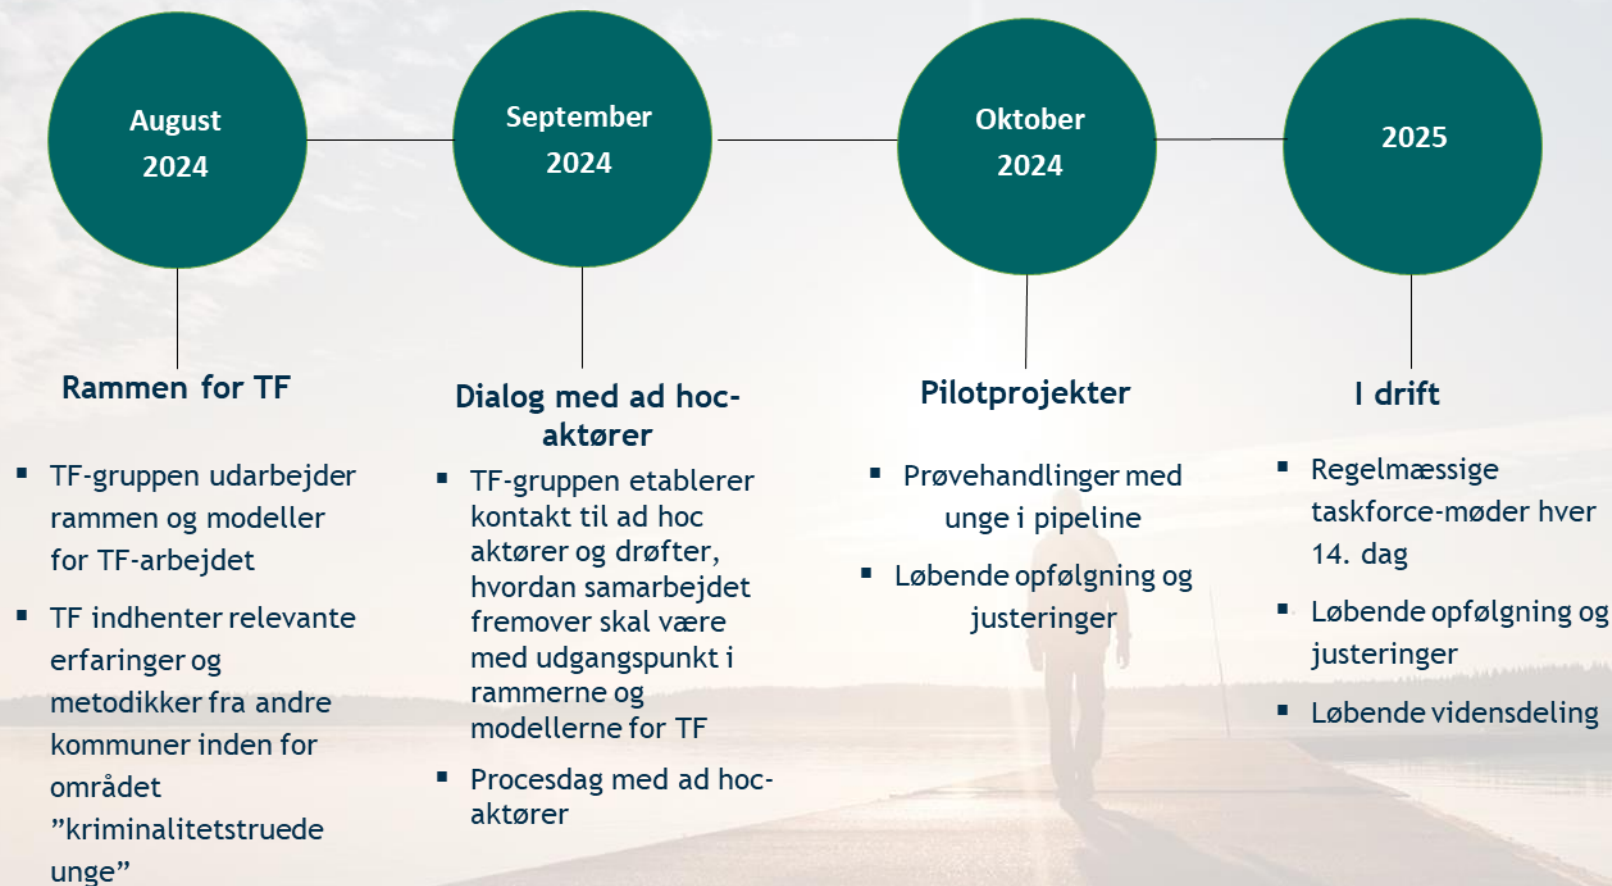 August
2024
Rammen for TF
▪ TF-gruppen udarbejder
rammen og modeller
for TF-arbejdet
▪ TF indhenter relevante
erfaringer og
metodikker fra andre
kommuner inden for
området
”kriminalitetstruede
unge”
September
2024
Dialog med ad hoc-
aktører
▪ TF-gruppen etablerer
kontakt til ad hoc
aktører og drøfter,
hvordan samarbejdet
fremover skal være
med udgangspunkt i
rammerne og
modellerne for TF
▪ Procesdag med ad hoc-
aktører
Oktober
2024
Pilotprojekter
▪ Prøvehandlinger med
unge i pipeline
▪ Løbende opfølgning og
justeringer
2025
I drift
▪ Regelmæssige
taskforce-møder hver
14. dag
▪ Løbende opfølgning og
justeringer
▪ Løbende vidensdeling